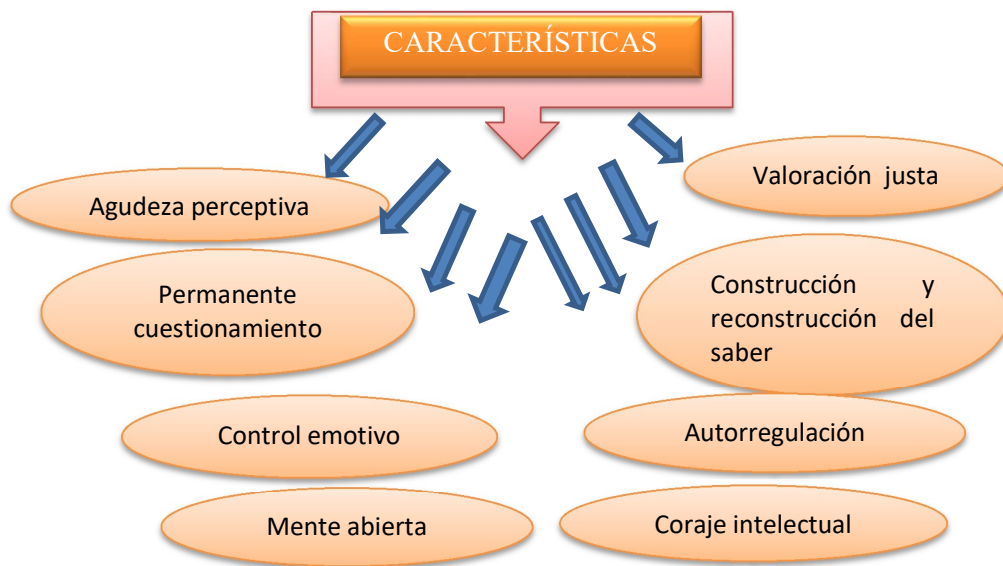 CARACTERÍSTICAS
Agudeza perceptiva
Permanente
cuestionamiento
Control emotivo
Mente abierta
Valoración justa
Construcción y
reconstrucción del
saber
Autorregulación
Coraje intelectual